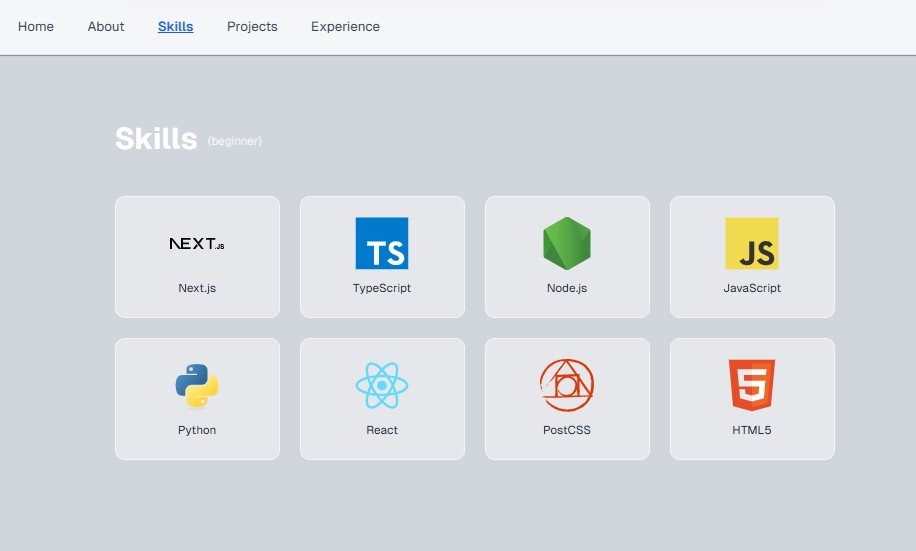 Home About Skills Projects Experience
Skills (beginner)
NEXT.JS TS JS
Next.js TypeScript Node.js JavaScript
5
Python React PostCSS HTML5